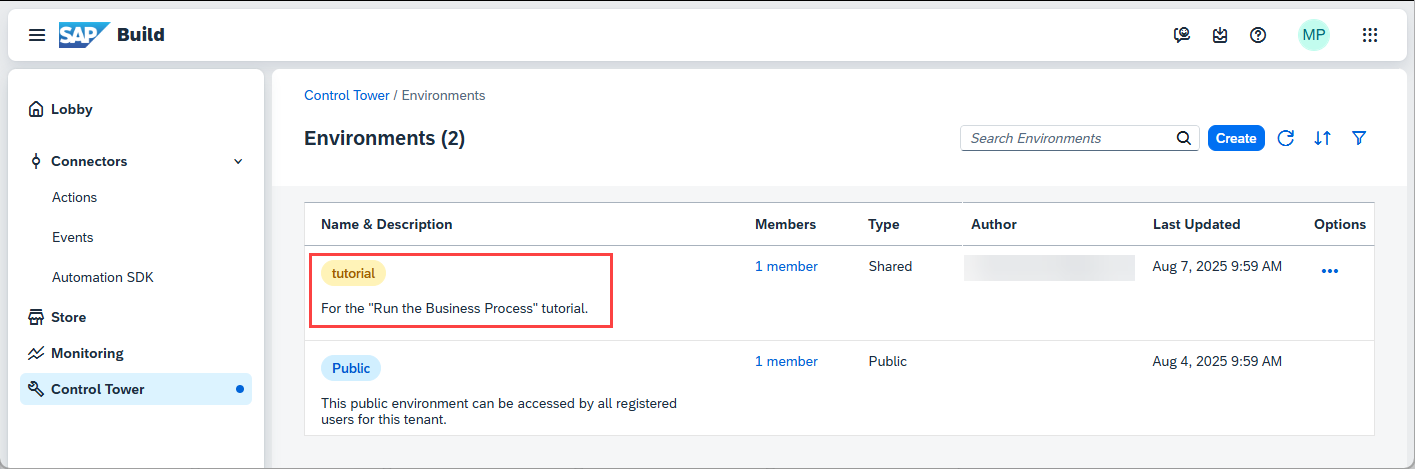 SAP Build
MP
Lobby
Connectors
Actions
Events
Automation SDK
Store
Monitoring
Control Tower
Control Tower / Environments
Environments (2)
Search Environments
Create
Name & Description Members Type Author Last Updated Options
tutorial 1 member Shared Aug 7, 2025 9:59 AM
For the "Run the Business Process" tutorial.
Public 1 member Public Aug 4, 2025 9:59 AM
This public environment can be accessed by all registered
users for this tenant.